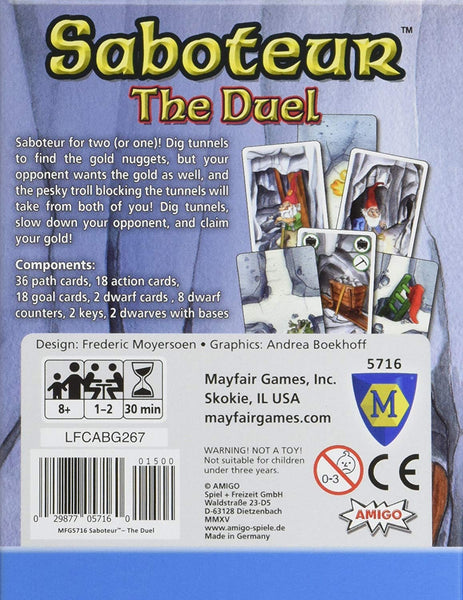 Saboteur™
The Duel
Saboteur for two (or one)! Dig tunnels
to find the gold nuggets, but your
opponent wants the gold as well, and
the pesky troll blocking the tunnels will
take from both of you! Dig tunnels,
slow down your opponent, and claim
your gold!
Components:
36 path cards, 18 action cards,
18 goal cards, 2 dwarf cards , 8 dwarf
counters, 2 keys, 2 dwarves with bases
Design: Frederic Moyersoen • Graphics: Andrea Boekhoff
8+
1–2
30 min
LFCABG267
01500
0 29877 05716 0
MFG5716 Saboteur™– The Duel
Mayfair Games, Inc.
Skokie, IL USA
mayfairgames.com
5716
M
WARNING! NOT A TOY!
Not suitable for children
under three years.
0-3
CE
© AMIGO
Spiel + Freizeit GmbH
Waldstraße 23-D5
D-63128 Dietzenbach
MMXV
www.amigo-spiele.de
Made in Germany
AMIGO